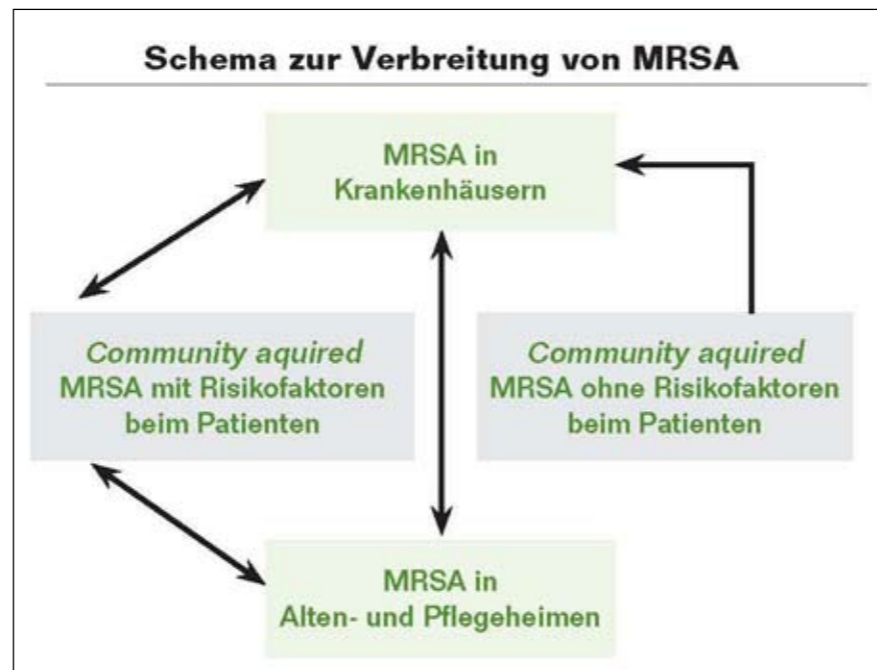 Schema zur Verbreitung von MRSA
MRSA in
Krankenhäusern
Community aquired
MRSA mit Risikofaktoren
beim Patienten
Community aquired
MRSA ohne Risikofaktoren
beim Patienten
MRSA in
Alten- und Pflegeheimen